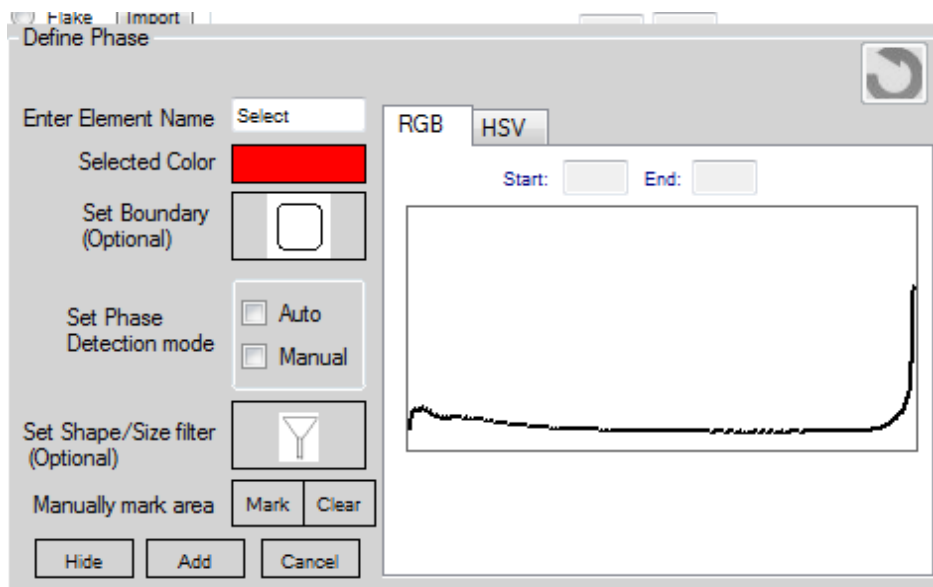 Flake Import
Define Phase
Enter Element Name Select
RGB HSV
Selected Color
Start: End:
Set Boundary
(Optional)
Set Phase
Detection mode
Auto
Manual
Set Shape/Size filter
(Optional)
Manually mark area Mark Clear
Hide Add Cancel